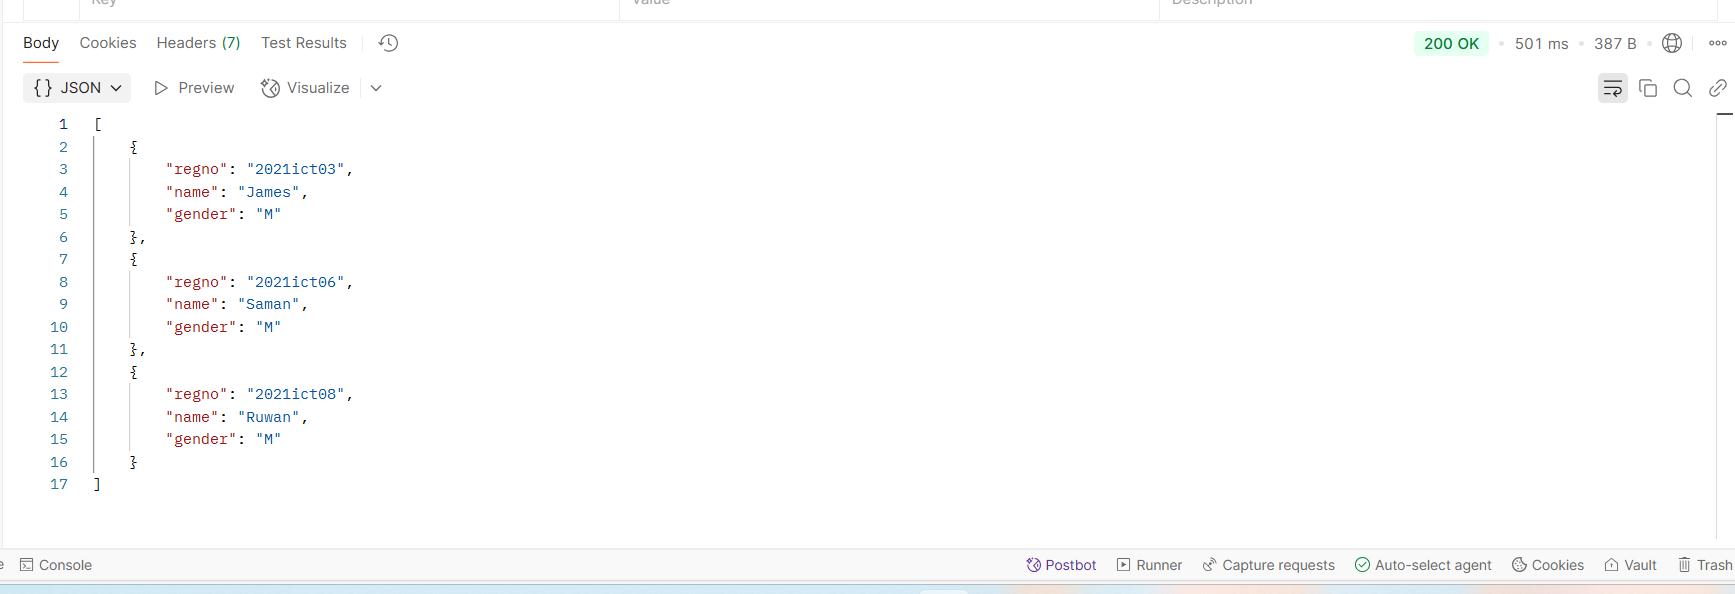 Key Value Description
Body Cookies Headers (7) Test Results 200 OK 501 ms 387 B
{} JSON Preview Visualize
1 [
2 {
3 "regno": "2021ict03",
4 "name": "James",
5 "gender": "M"
6 },
7 {
8 "regno": "2021ict06",
9 "name": "Saman",
10 "gender": "M"
11 },
12 {
13 "regno": "2021ict08",
14 "name": "Ruwan",
15 "gender": "M"
16 }
17 ]
Console Postbot Runner Capture requests Auto-select agent Cookies Vault Trash